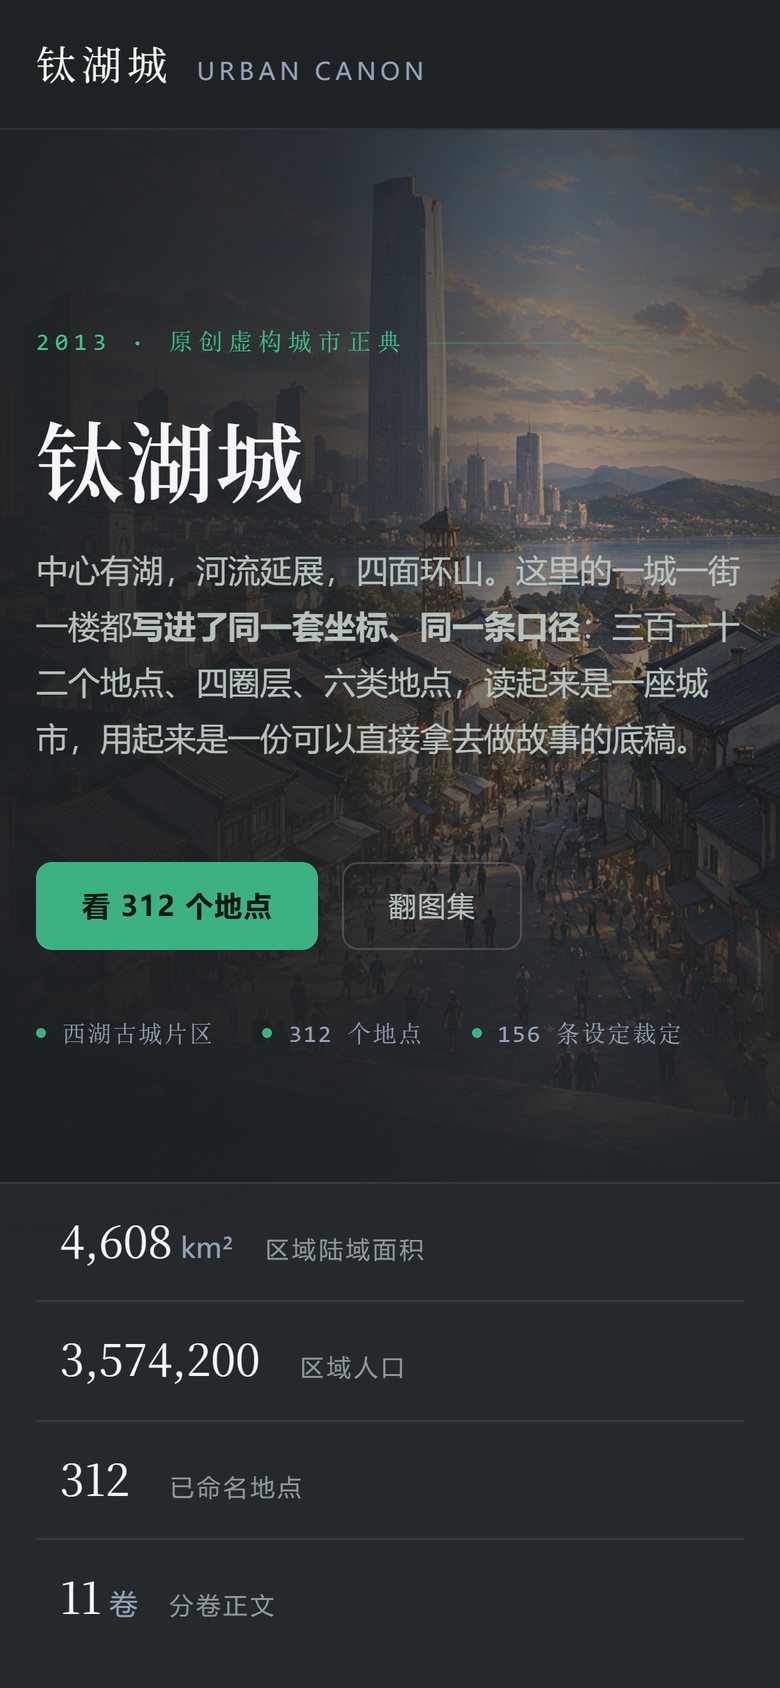 钛湖城 URBAN CANON
2013 · 原创虚构城市正典
钛湖城
中心有湖，河流延展，四面环山。这里的一城一街
一楼都写进了同一套坐标、同一条口径：三百一十
二个地点、四圈层、六类地点，读起来是一座城
市，用起来是一份可以直接拿去做故事的底稿。
看 312 个地点
翻图集
西湖古城片区
312 个地点
156 条设定裁定
4,608 km² 区域陆域面积
3,574,200 区域人口
312 已命名地点
11 卷 分卷正文